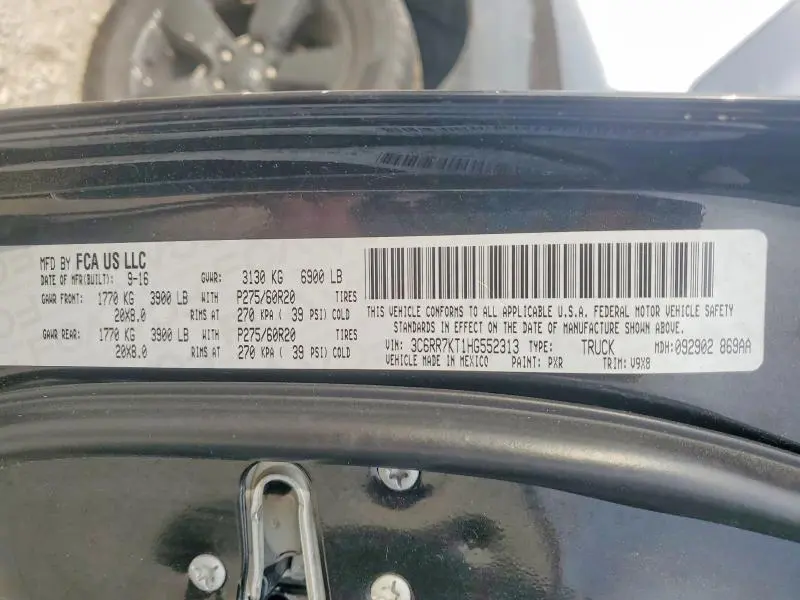 MFD BY FCA US LLC
DATE OF MFR(BUILT): 9-16 GVWR: 3130 KG 6900 LB
GAWR FRONT: 1770 KG 3900 LB WITH P275/60R20 TIRES
20X8.0 RIMS AT 270 KPA ( 39 PSI) COLD
GAWR REAR: 1770 KG 3900 LB WITH P275/60R20 TIRES
20X8.0 RIMS AT 270 KPA ( 39 PSI) COLD
THIS VEHICLE CONFORMS TO ALL APPLICABLE U.S.A. FEDERAL MOTOR VEHICLE SAFETY
STANDARDS IN EFFECT ON THE DATE OF MANUFACTURE SHOWN ABOVE.
VIN: 3C6RR7KT1HG552313 TYPE: TRUCK MDH:092902 869AA
VEHICLE MADE IN MEXICO PAINT: PXR TRIM: V9X8